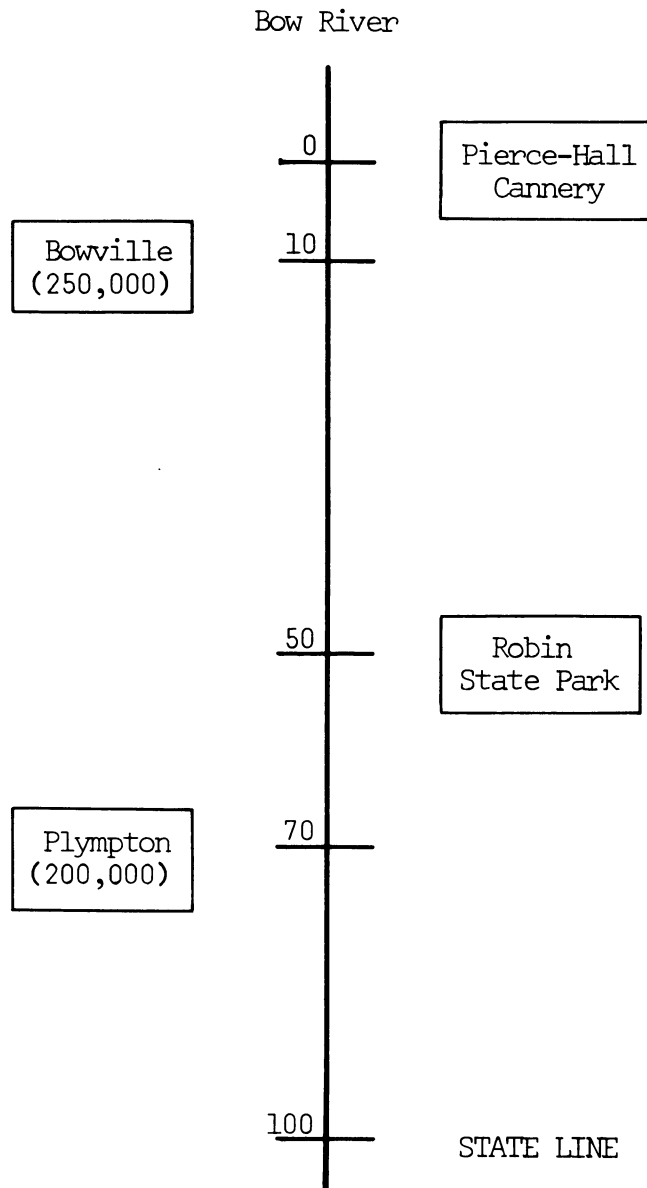 Bow River
0
Pierce-Hall
Cannery
Bowville
(250,000)
10
50
Robin
State Park
Plympton
(200,000)
70
100
STATE LINE